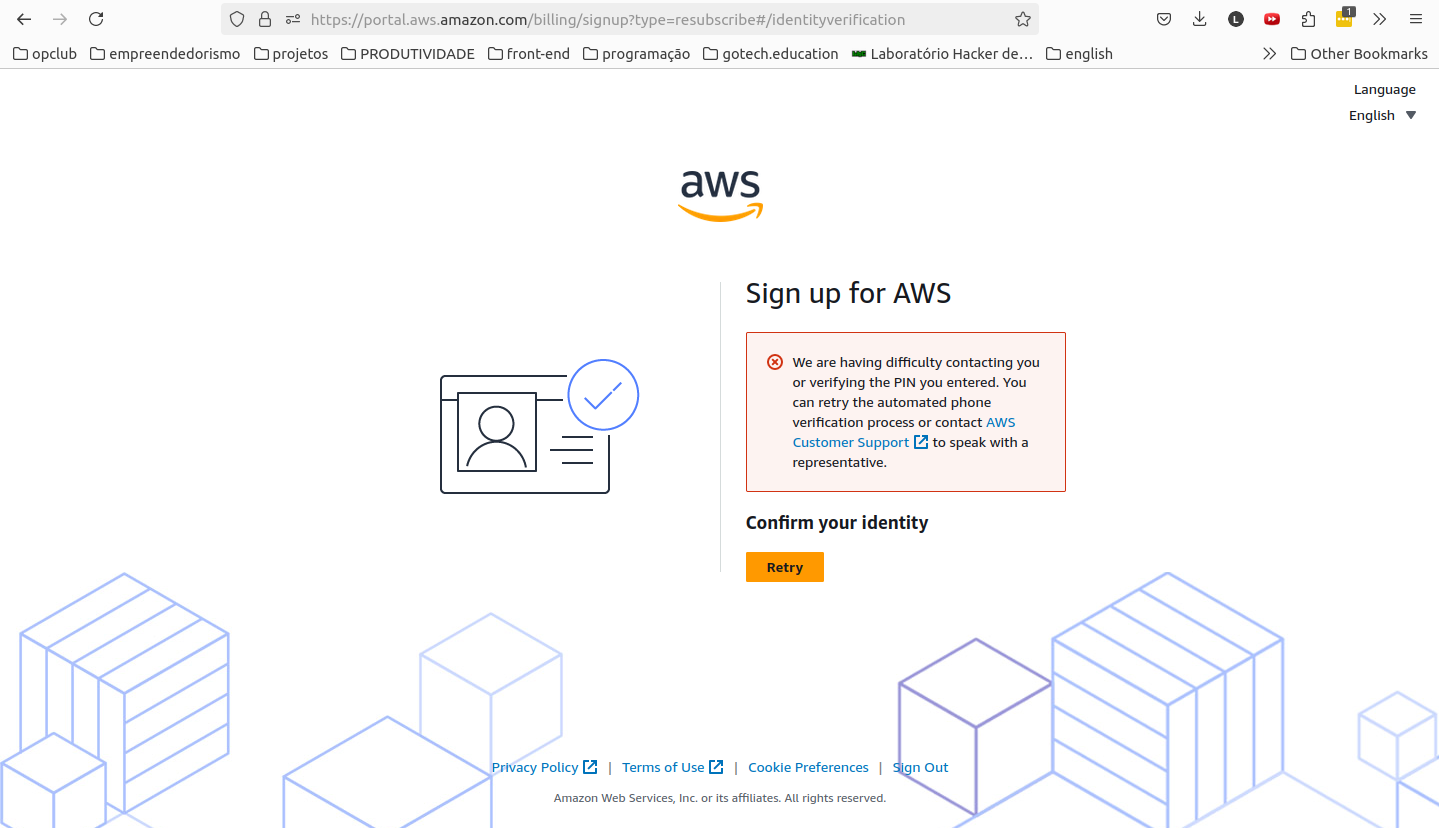 https://portal.aws.amazon.com/billing/signup?type=resubscribe#/identityverification
L
1
opclub empreendedorismo projetos PRODUTIVIDADE front-end programação gotech.education Laboratório Hacker de… english Other Bookmarks
Language
English
aws
Sign up for AWS
We are having difficulty contacting you
or verifying the PIN you entered. You
can retry the automated phone
verification process or contact AWS
Customer Support to speak with a
representative.
Confirm your identity
Retry
Privacy Policy | Terms of Use | Cookie Preferences | Sign Out
Amazon Web Services, Inc. or its affiliates. All rights reserved.